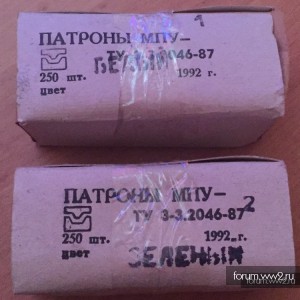 ПАТРОНЫ МПУ-1
ТУ 3-3.2046-87
БЕЛЫЙ
250 шт. 1992 г.
цвет
ПАТРОНЫ МПУ-2
ТУ 3-3.2046-87
250 шт. 1992 г.
цвет ЗЕЛЕНЫЙ
forum.ww2.ru